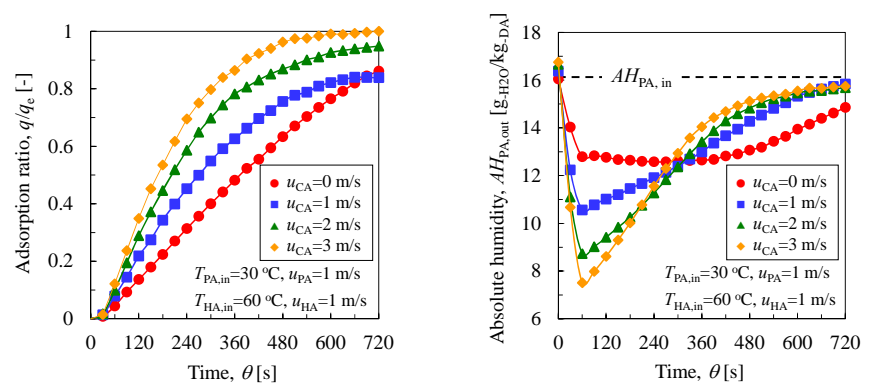 Adsorption ratio, q/qe [-]
1
0.8
0.6
0.4
0.2
0
0 120 240 360 480 600 720
Time, θ [s]
uCA=0 m/s
uCA=1 m/s
uCA=2 m/s
uCA=3 m/s
TPA,in=30 ºC, uPA=1 m/s
THA,in=60 ºC, uHA=1 m/s
Absolute humidity, AHPA,out [g-H2O/kg-DA]
18
16
14
12
10
8
6
0 120 240 360 480 600 720
Time, θ [s]
AHPA, in
uCA=0 m/s
uCA=1 m/s
uCA=2 m/s
uCA=3 m/s
TPA,in=30 ºC, uPA=1 m/s
THA,in=60 ºC, uHA=1 m/s